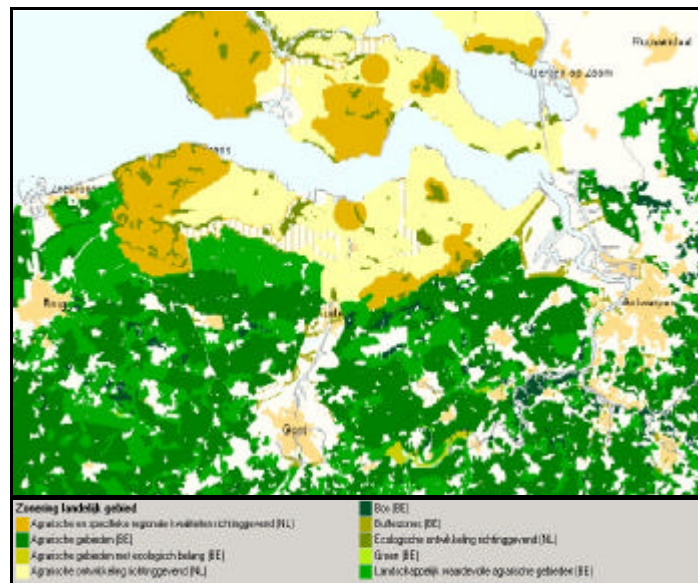 Roosendaal
Bergen op Zoom
Zeebrugge
Brugge
Antwerpen
Gent
Zonering landelijk gebied
Agrarische en specifieke regionale kwaliteiten richtinggevend (NL)
Agrarische gebieden (BE)
Agrarische gebieden met ecologisch belang (BE)
Agrarische ontwikkeling richtinggevend (NL)
Bos (BE)
Bufferzones (BE)
Ecologische ontwikkeling richtinggevend (NL)
Groen (BE)
Landschappelijk waardevolle agrarische gebieden (BE)